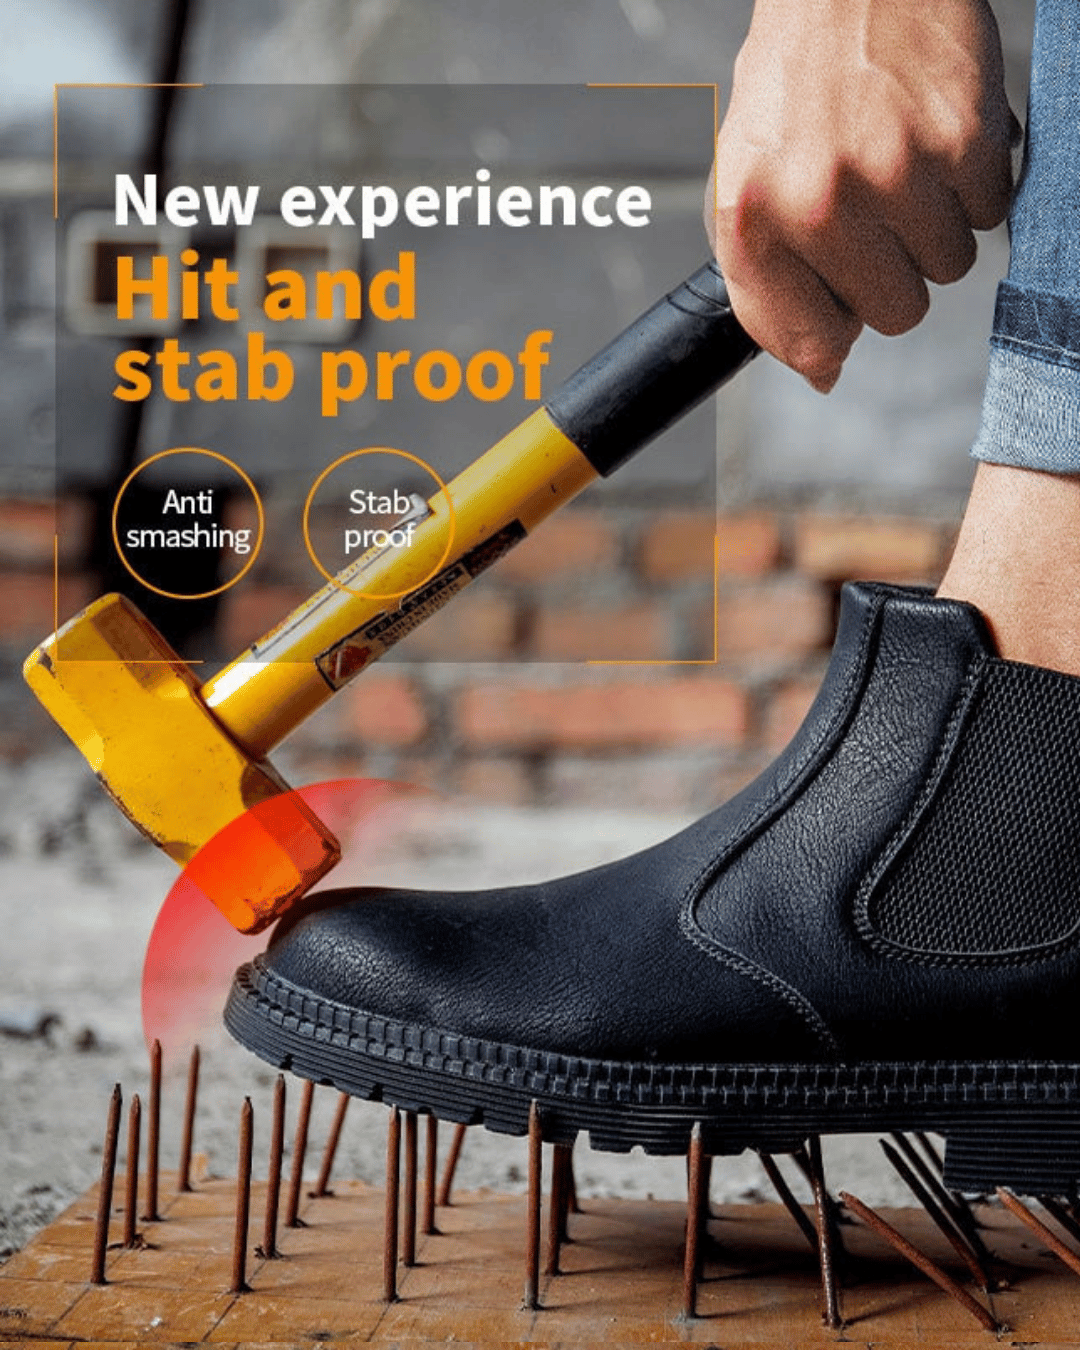 New experience
Hit and
stab proof
Anti
smashing
Stab
proof